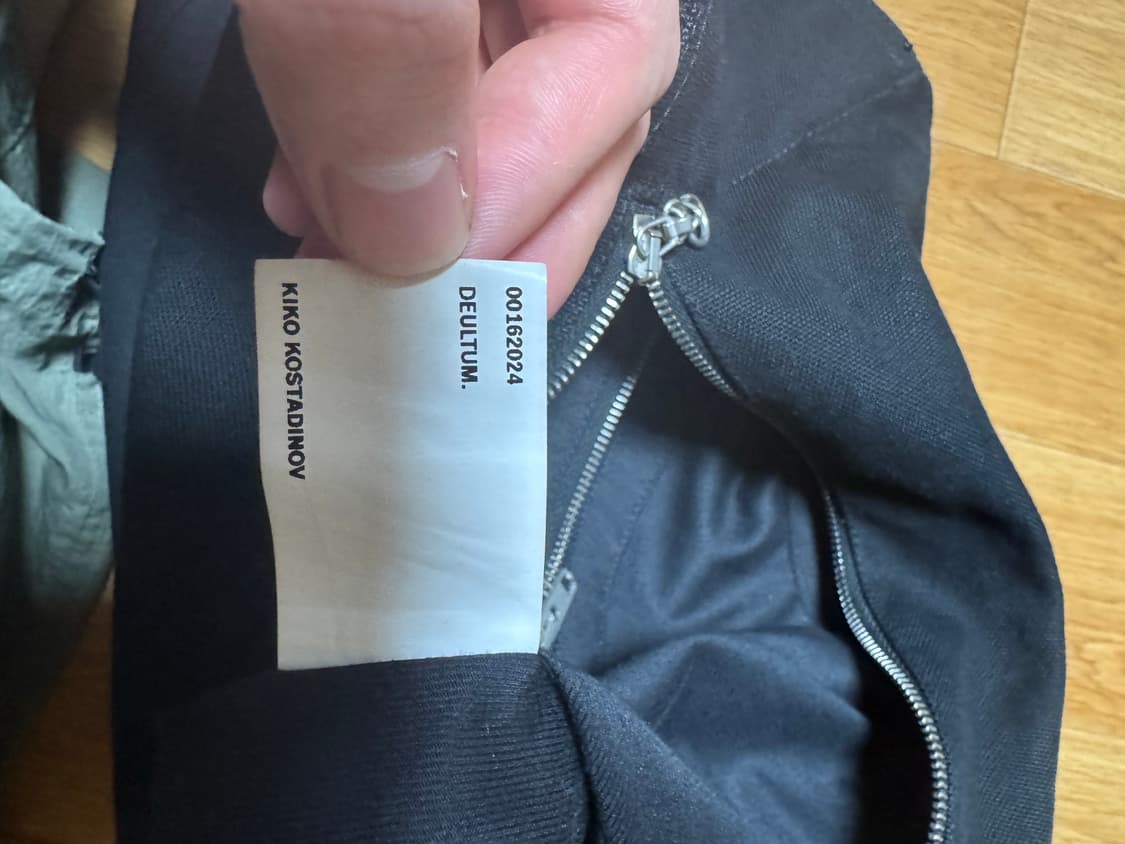 00162024
DEULTUM.
KIKO KOSTADINOV